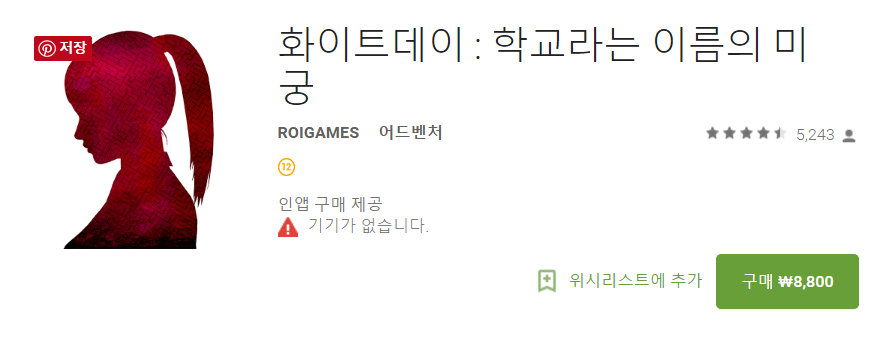 저장
화이트데이 : 학교라는 이름의 미
궁
ROIGAMES 어드벤처
5,243
12
인앱 구매 제공
기기가 없습니다.
위시리스트에 추가
구매 ₩8,800